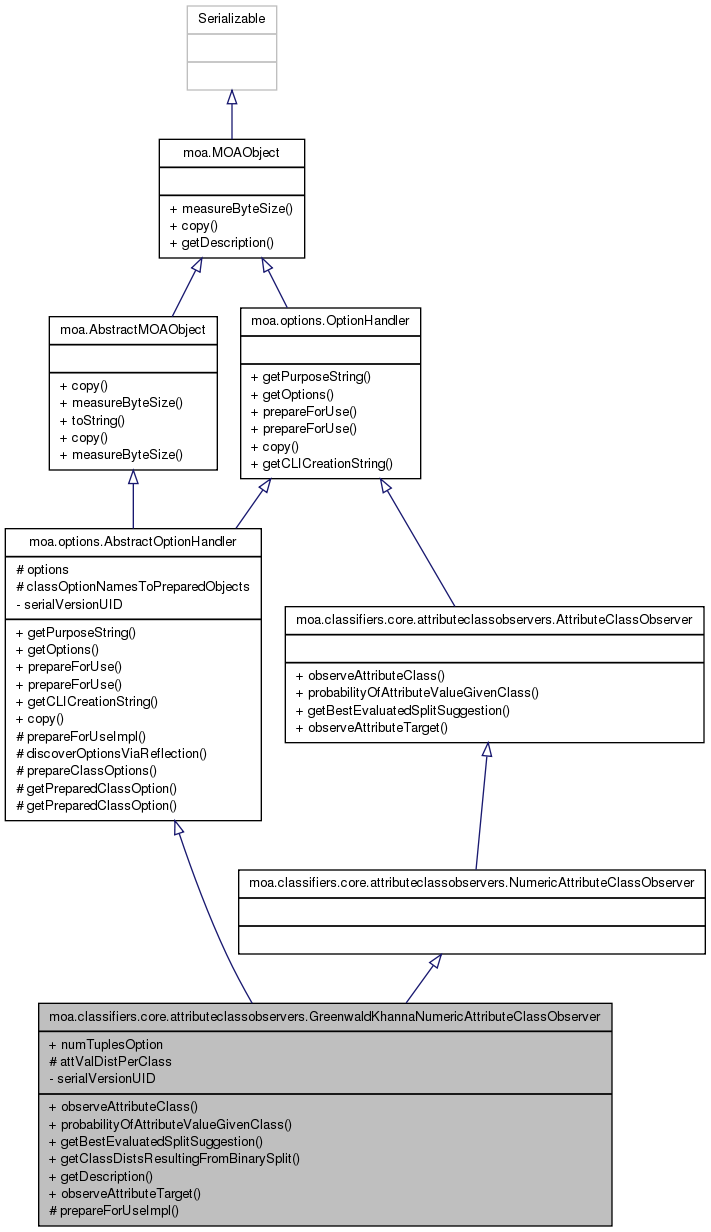 Serializable
moa.MOAObject
+ measureByteSize()
+ copy()
+ getDescription()
moa.AbstractMOAObject
+ copy()
+ measureByteSize()
+ toString()
+ copy()
+ measureByteSize()
moa.options.OptionHandler
+ getPurposeString()
+ getOptions()
+ prepareForUse()
+ prepareForUse()
+ copy()
+ getCLICreationString()
moa.options.AbstractOptionHandler
# options
# classOptionNamesToPreparedObjects
- serialVersionUID
+ getPurposeString()
+ getOptions()
+ prepareForUse()
+ prepareForUse()
+ getCLICreationString()
+ copy()
# prepareForUseImpl()
# discoverOptionsViaReflection()
# prepareClassOptions()
# getPreparedClassOption()
# getPreparedClassOption()
moa.classifiers.core.attributeclassobservers.AttributeClassObserver
+ observeAttributeClass()
+ probabilityOfAttributeValueGivenClass()
+ getBestEvaluatedSplitSuggestion()
+ observeAttributeTarget()
moa.classifiers.core.attributeclassobservers.NumericAttributeClassObserver
moa.classifiers.core.attributeclassobservers.GreenwaldKhannaNumericAttributeClassObserver
+ numTuplesOption
# attValDistPerClass
- serialVersionUID
+ observeAttributeClass()
+ probabilityOfAttributeValueGivenClass()
+ getBestEvaluatedSplitSuggestion()
+ getClassDistsResultingFromBinarySplit()
+ getDescription()
+ observeAttributeTarget()
# prepareForUseImpl()